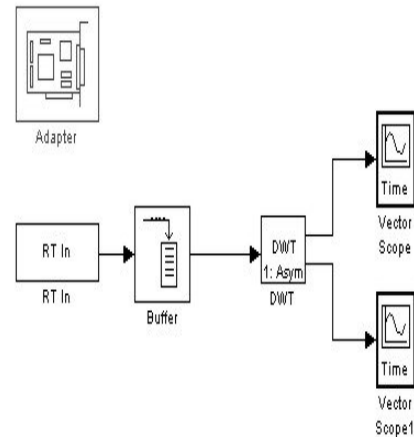 Adapter
RT In
RT In
Buffer
DWT
1: Asym
DWT
Time
Vector
Scope
Time
Vector
Scope1